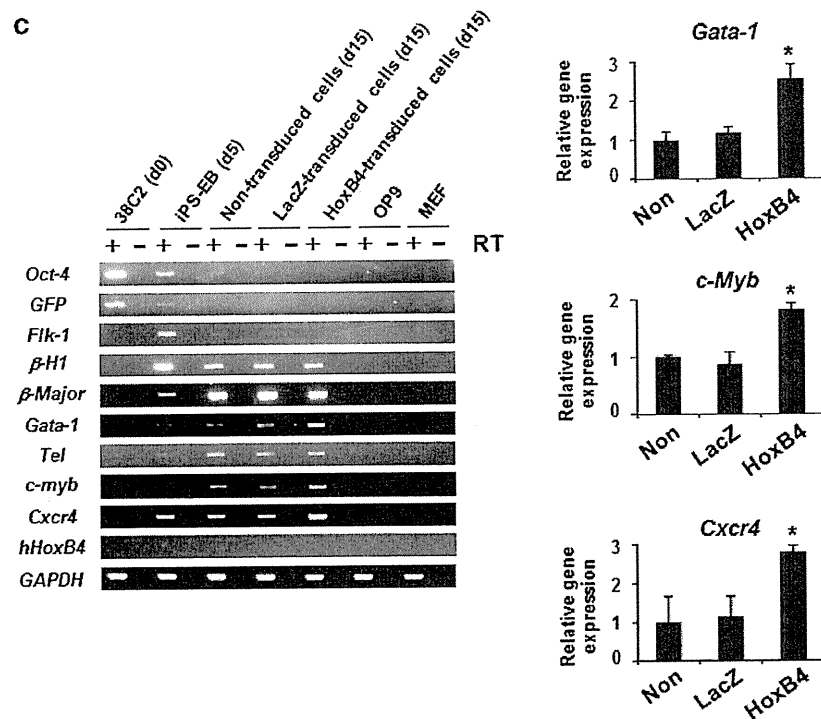 C
38C2 (d0)
iPS-EB (d5)
Non-transduced cells (d15)
LacZ-transduced cells (d15)
HoxB4-transduced cells (d15)
OP9
MEF
+ − + − + − + − + − + − + − RT
Oct-4
GFP
Flk-1
β-H1
β-Major
Gata-1
Tel
c-myb
Cxcr4
hHoxB4
GAPDH
Gata-1
Relative gene
expression
3
2
1
0
*
Non
LacZ
HoxB4
c-Myb
Relative gene
expression
2
1
0
*
Non
LacZ
HoxB4
Cxcr4
Relative gene
expression
3
2
1
0
*
Non
LacZ
HoxB4